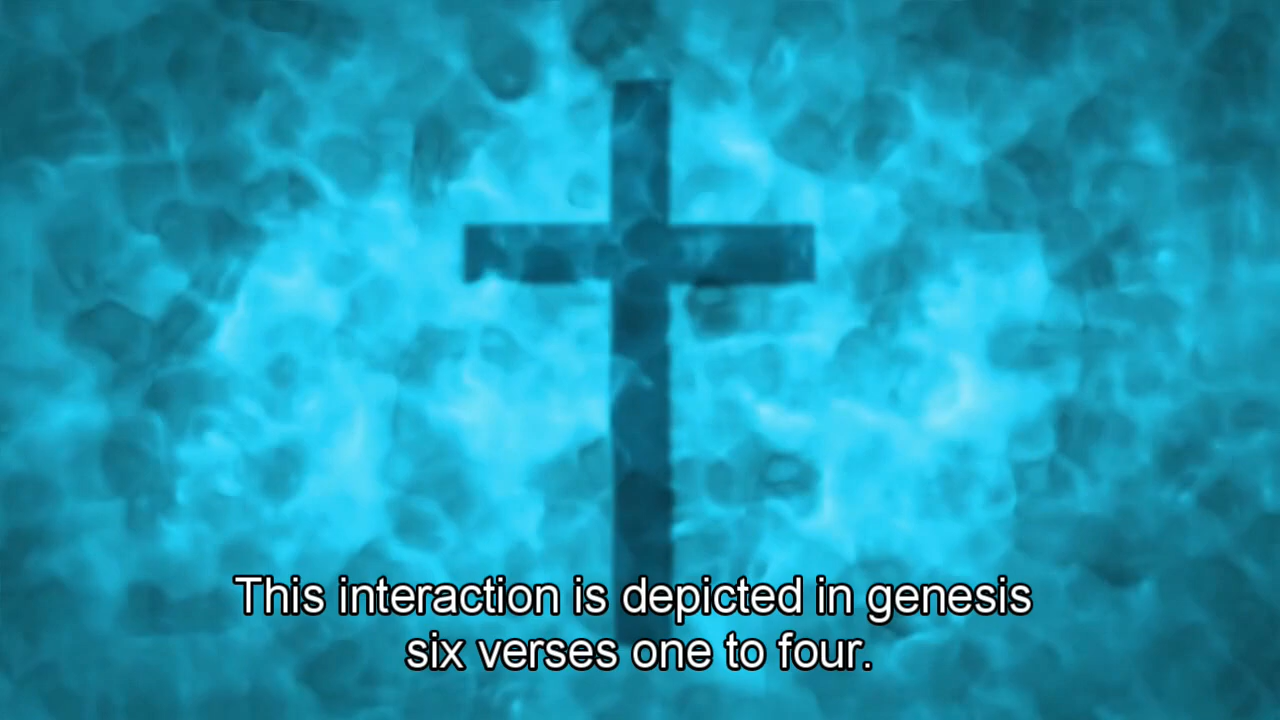 This interaction is depicted in genesis
six verses one to four.